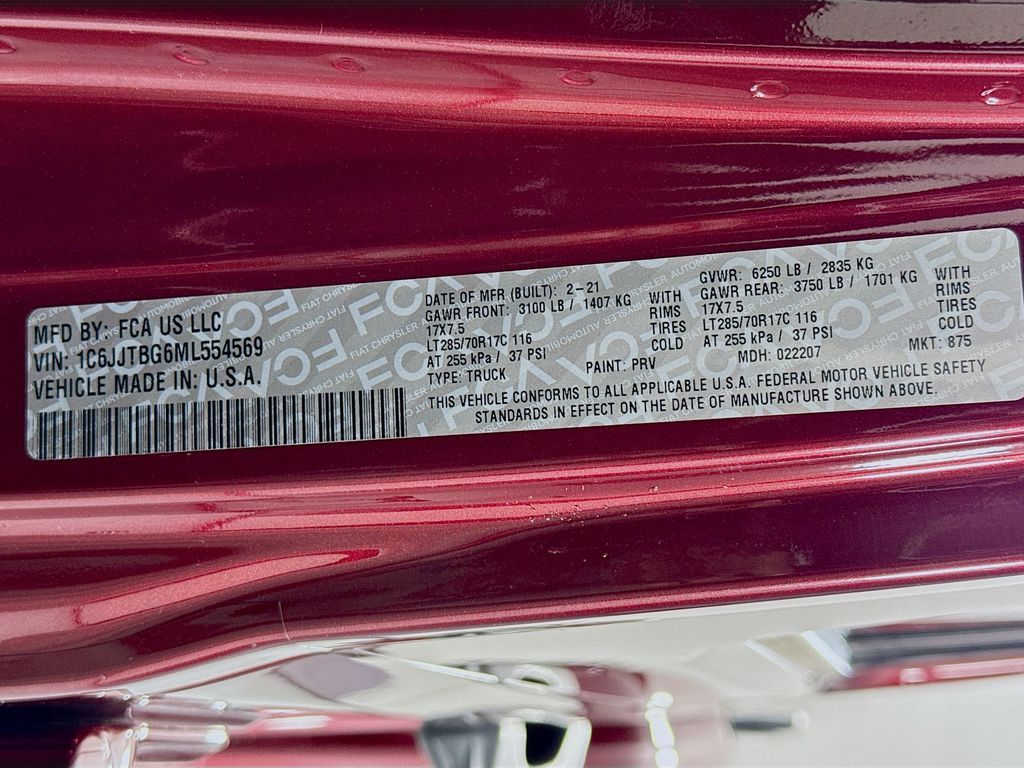 MFD BY: FCA US LLC
VIN: 1C6JJTBG6ML554569
VEHICLE MADE IN: U.S.A.
DATE OF MFR (BUILT): 2-21
GAWR FRONT: 3100 LB / 1407 KG WITH
17X7.5 RIMS
LT285/70R17C 116 TIRES
AT 255 kPa / 37 PSI COLD
TYPE: TRUCK PAINT: PRV
GVWR: 6250 LB / 2835 KG
GAWR REAR: 3750 LB / 1701 KG WITH
17X7.5 RIMS
LT285/70R17C 116 TIRES
AT 255 kPa / 37 PSI COLD
MDH: 022207 MKT: 875
THIS VEHICLE CONFORMS TO ALL APPLICABLE U.S.A. FEDERAL MOTOR VEHICLE SAFETY
STANDARDS IN EFFECT ON THE DATE OF MANUFACTURE SHOWN ABOVE.